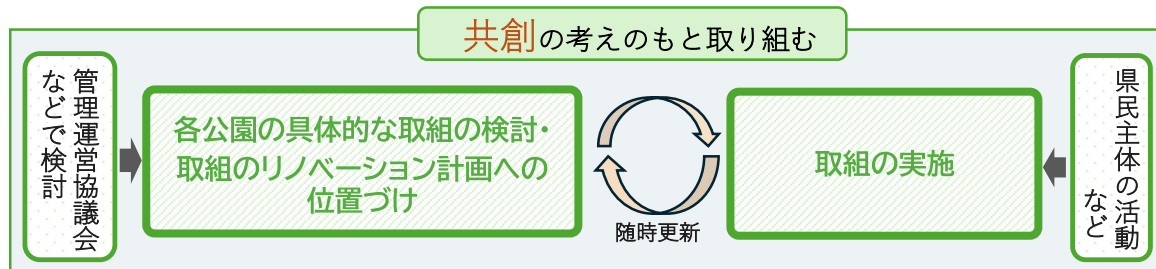 共創の考えのもと取り組む
管理運営協議会
などで検討
各公園の具体的な取組の検討・
取組のリノベーション計画への
位置づけ
随時更新
取組の実施
県民主体の活動
など